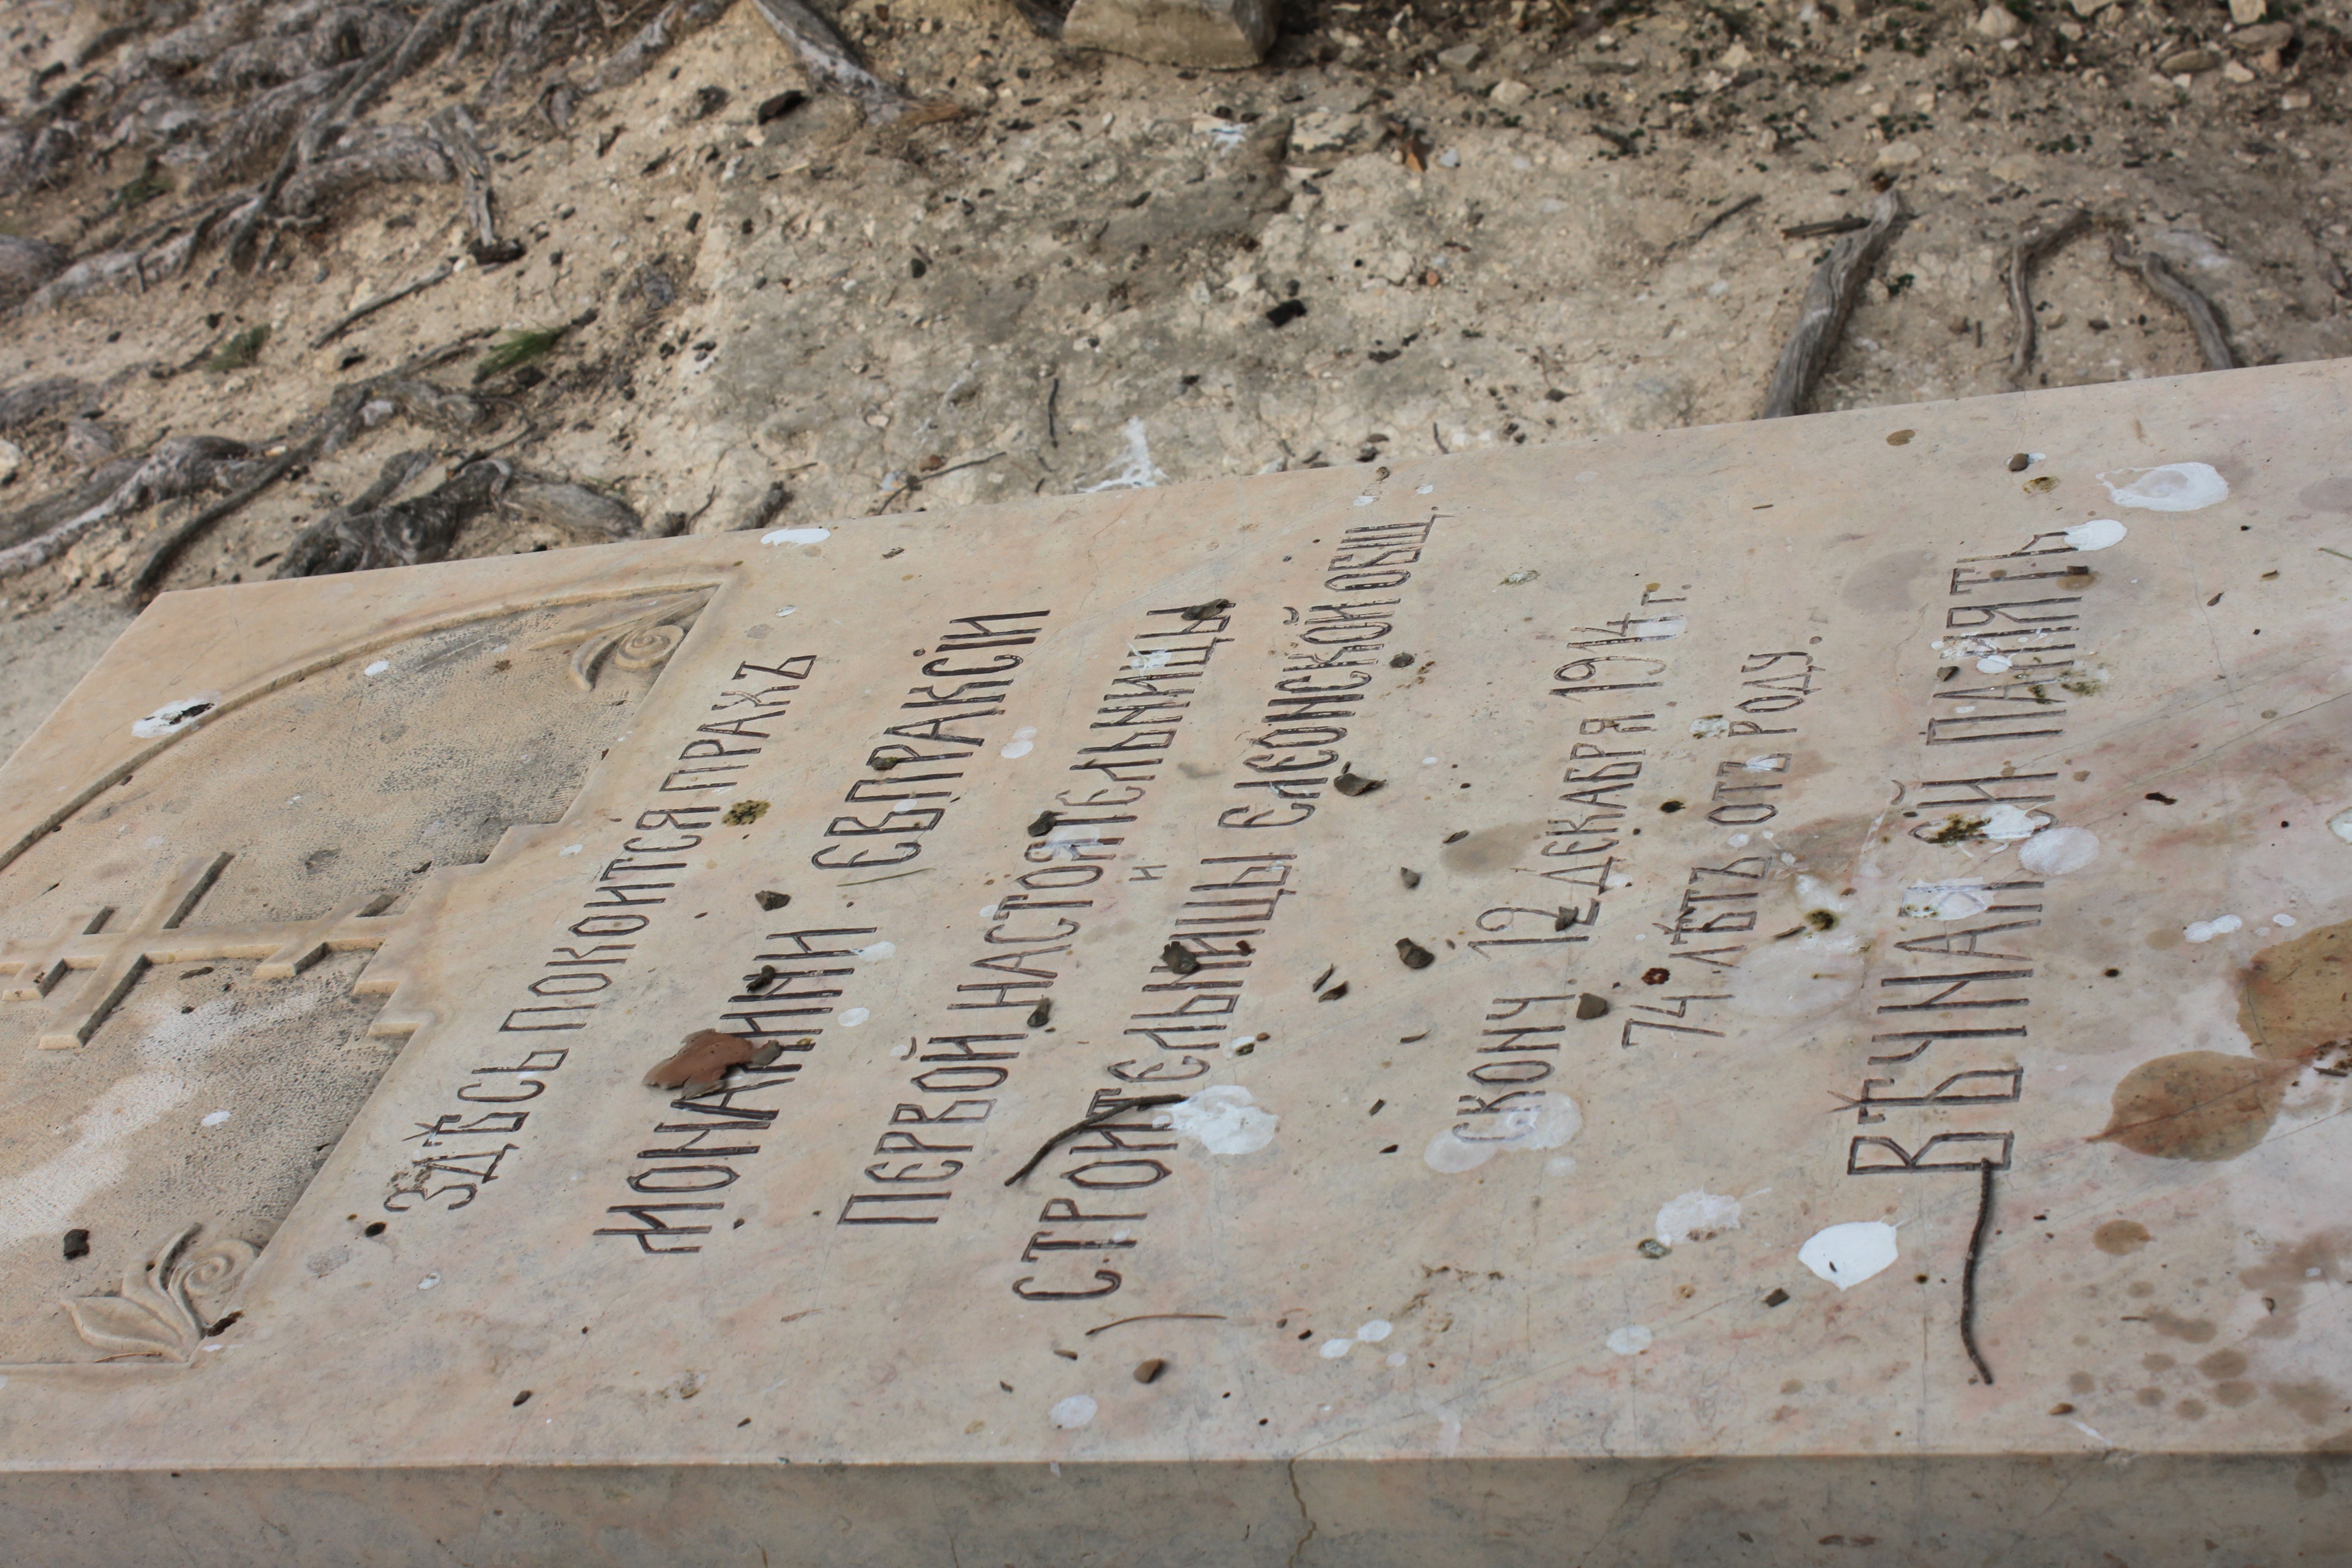 ЗДѢСЬ ПОКОИТСЯ ПРАХЪ
МОНАХИНИ ЄВПРАКСІИ
ПЕРВОЙ НАСТОЯТЕЛЬНИЦЫ
И
СТРОИТЕЛЬНИЦЫ ЕЛЕОНСКОЙ ОБЩ.
СКОНЧ. 12 ДЕКАБРЯ 1914 г.
74 ЛѢТЪ ОТЪ РОДУ.
ВѢЧНАЯ ЕЙ ПАМЯТЬ